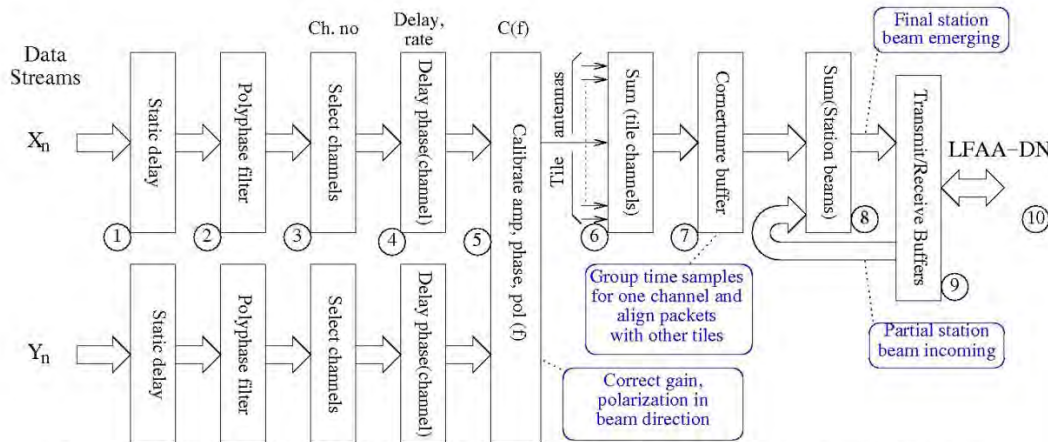 Ch. no
Delay,
rate
C(f)
Final station
beam emerging
Data
Streams
Xn
Static delay
Polyphase filter
Select channels
Delay phase(channel)
Calibrate amp, phase, pol (f)
Tile antennas
Sum (tile channels)
Cornerture buffer
Sum(Station beams)
Transmit/Receive Buffers
LFAA-DN
1
2
3
4
5
6
7
8
9
10
Group time samples
for one channel and
align packets
with other tiles
Partial station
beam incoming
Yn
Static delay
Polyphase filter
Select channels
Delay phase(channel)
Correct gain,
polarization in
beam direction